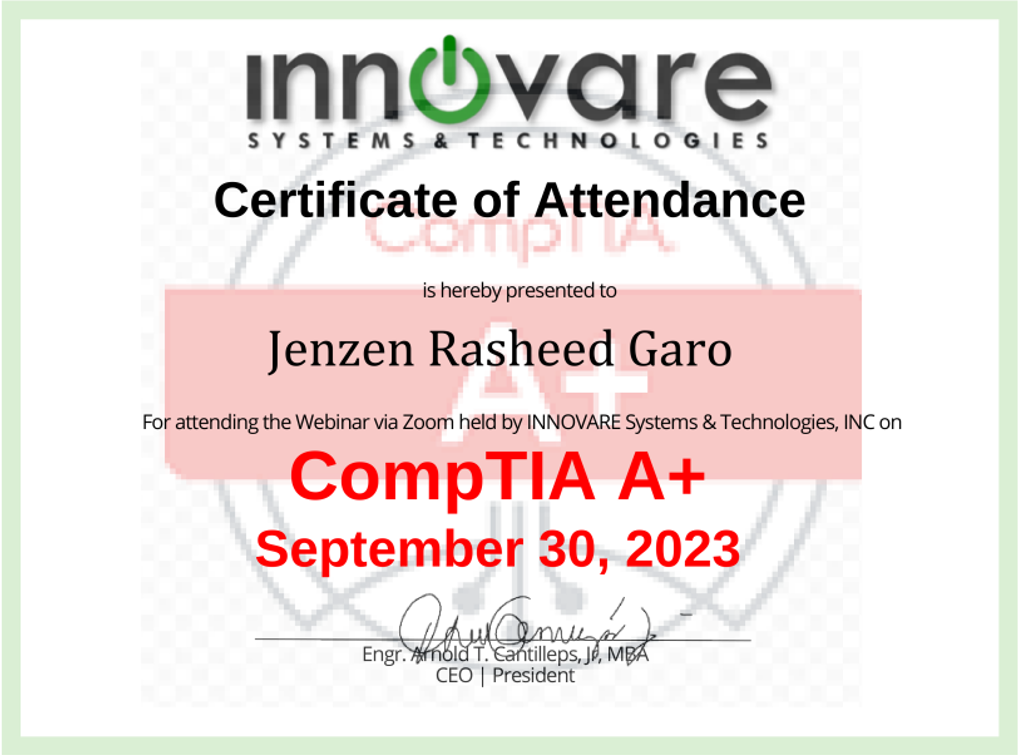 innovare
SYSTEMS & TECHNOLOGIES
Certificate of Attendance
CompTIA
is hereby presented to
Jenzen Rasheed Garo
A+
For attending the Webinar via Zoom held by INNOVARE Systems & Technologies, INC on
CompTIA A+
September 30, 2023
Engr. Arnold T. Cantilleps, Jr, MBA
CEO | President